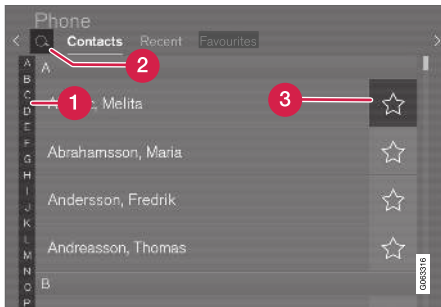 Phone
Contacts Recent Favourites
2
A
B
C
D
E
F
G
H
I
J
K
L
M
N
O
P
A
1
Melita
3
Abrahamsson, Maria
Andersson, Fredrik
Andreasson, Thomas
B
G063316